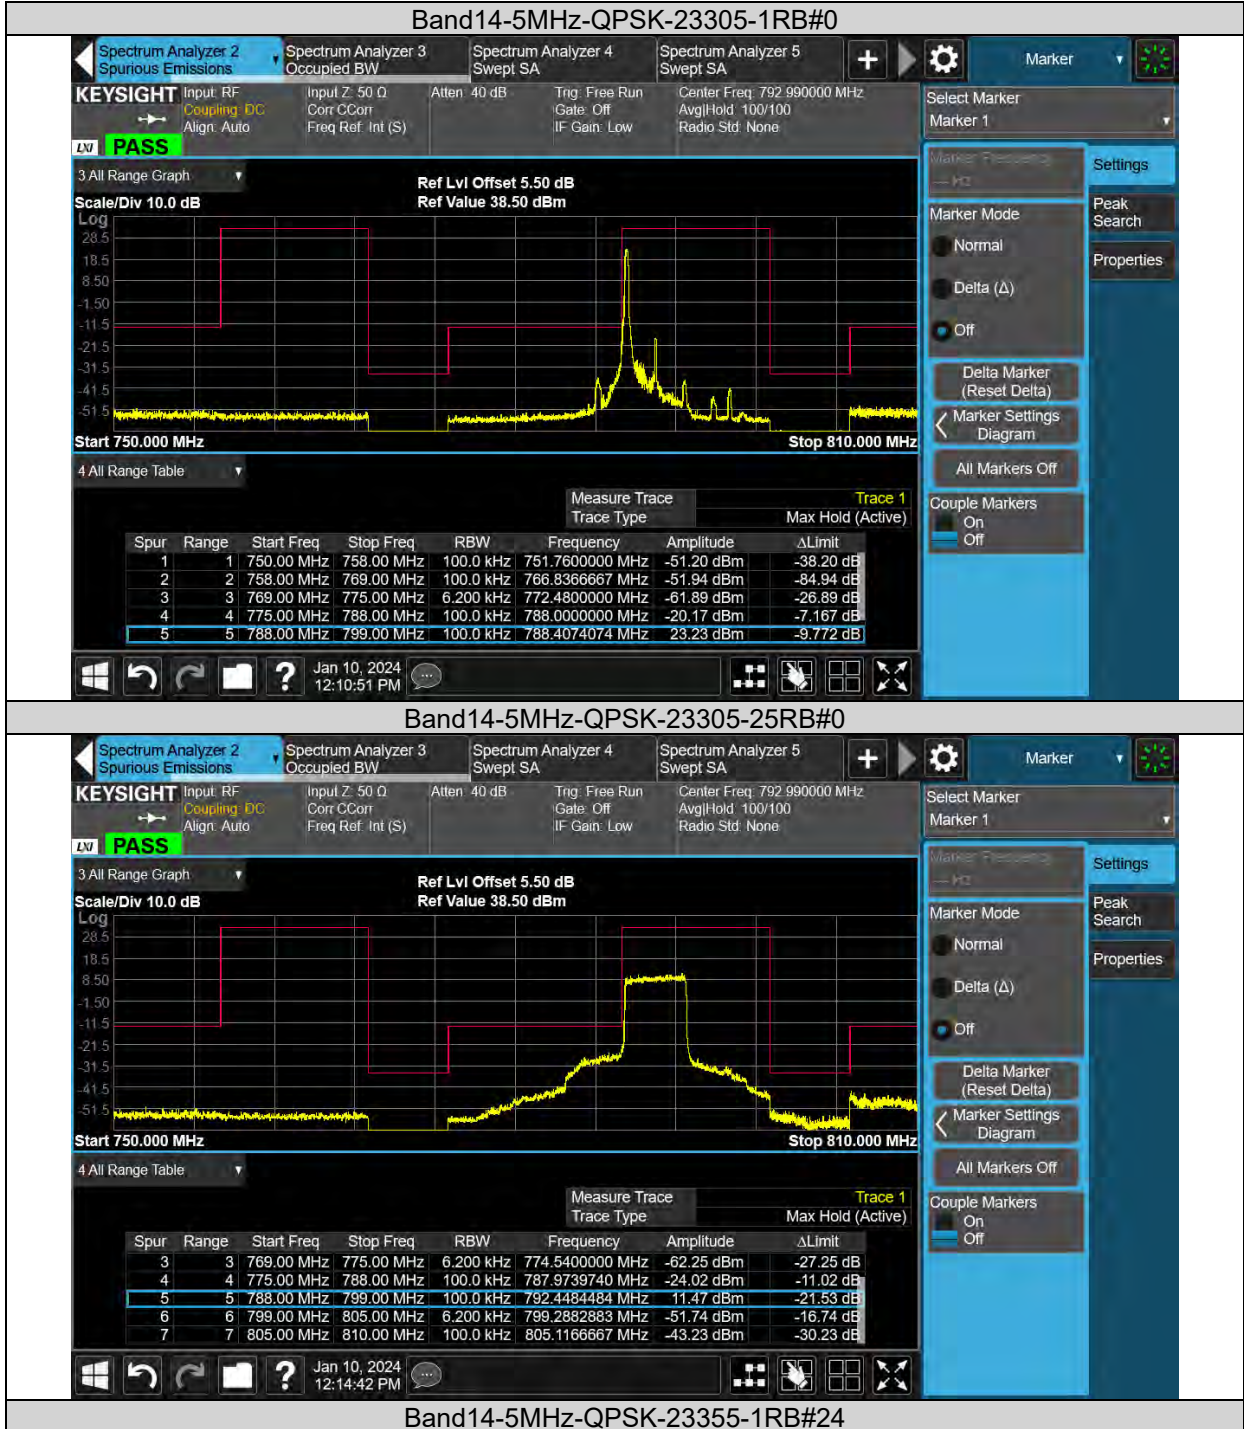 Band14-5MHz-QPSK-23305-1RB#0
Spectrum Analyzer 2 Spectrum Analyzer 3 Spectrum Analyzer 4 Spectrum Analyzer 5 + Marker
Spurious Emissions Occupied BW Swept SA Swept SA
KEYSIGHT Input: RF Input Z: 50 Ω Atten: 40 dB Trig: Free Run Center Freq: 792.990000 MHz Select Marker
Coupling: DC Corr CCorr Gate: Off Avg|Hold: 100/100 Marker 1
Align: Auto Freq Ref: Int (S) IF Gain: Low Radio Std: None
LXI PASS
Marker Frequency Settings
--- Hz
3 All Range Graph Ref Lvl Offset 5.50 dB
Scale/Div 10.0 dB Ref Value 38.50 dBm Peak
Search
Log Marker Mode
28.5 Normal
18.5 Properties
8.50 Delta (Δ)
-1.50
-11.5 Off
-21.5
-31.5 Delta Marker
(Reset Delta)
-41.5
-51.5 Marker Settings
Diagram
Start 750.000 MHz Stop 810.000 MHz
4 All Range Table All Markers Off
Measure Trace Trace 1 Couple Markers
Trace Type Max Hold (Active) On
Off
Spur Range Start Freq Stop Freq RBW Frequency Amplitude ΔLimit
1 1 750.00 MHz 758.00 MHz 100.0 kHz 751.7600000 MHz -51.20 dBm -38.20 dB
2 2 758.00 MHz 769.00 MHz 100.0 kHz 766.8366667 MHz -51.94 dBm -84.94 dB
3 3 769.00 MHz 775.00 MHz 6.200 kHz 772.4800000 MHz -61.89 dBm -26.89 dB
4 4 775.00 MHz 788.00 MHz 100.0 kHz 788.0000000 MHz -20.17 dBm -7.167 dB
5 5 788.00 MHz 799.00 MHz 100.0 kHz 788.4074074 MHz 23.23 dBm -9.772 dB
? Jan 10, 2024
12:10:51 PM
Band14-5MHz-QPSK-23305-25RB#0
Spectrum Analyzer 2 Spectrum Analyzer 3 Spectrum Analyzer 4 Spectrum Analyzer 5 + Marker
Spurious Emissions Occupied BW Swept SA Swept SA
KEYSIGHT Input: RF Input Z: 50 Ω Atten: 40 dB Trig: Free Run Center Freq: 792.990000 MHz Select Marker
Coupling: DC Corr CCorr Gate: Off Avg|Hold: 100/100 Marker 1
Align: Auto Freq Ref: Int (S) IF Gain: Low Radio Std: None
LXI PASS
Marker Frequency Settings
--- Hz
3 All Range Graph Ref Lvl Offset 5.50 dB
Scale/Div 10.0 dB Ref Value 38.50 dBm Peak
Search
Log Marker Mode
28.5 Normal
18.5 Properties
8.50 Delta (Δ)
-1.50
-11.5 Off
-21.5
-31.5 Delta Marker
(Reset Delta)
-41.5
-51.5 Marker Settings
Diagram
Start 750.000 MHz Stop 810.000 MHz
4 All Range Table All Markers Off
Measure Trace Trace 1 Couple Markers
Trace Type Max Hold (Active) On
Off
Spur Range Start Freq Stop Freq RBW Frequency Amplitude ΔLimit
3 3 769.00 MHz 775.00 MHz 6.200 kHz 774.5400000 MHz -62.25 dBm -27.25 dB
4 4 775.00 MHz 788.00 MHz 100.0 kHz 787.9739740 MHz -24.02 dBm -11.02 dB
5 5 788.00 MHz 799.00 MHz 100.0 kHz 792.4484484 MHz 11.47 dBm -21.53 dB
6 6 799.00 MHz 805.00 MHz 6.200 kHz 799.2882883 MHz -51.74 dBm -16.74 dB
7 7 805.00 MHz 810.00 MHz 100.0 kHz 805.1166667 MHz -43.23 dBm -30.23 dB
? Jan 10, 2024
12:14:42 PM
Band14-5MHz-QPSK-23355-1RB#24